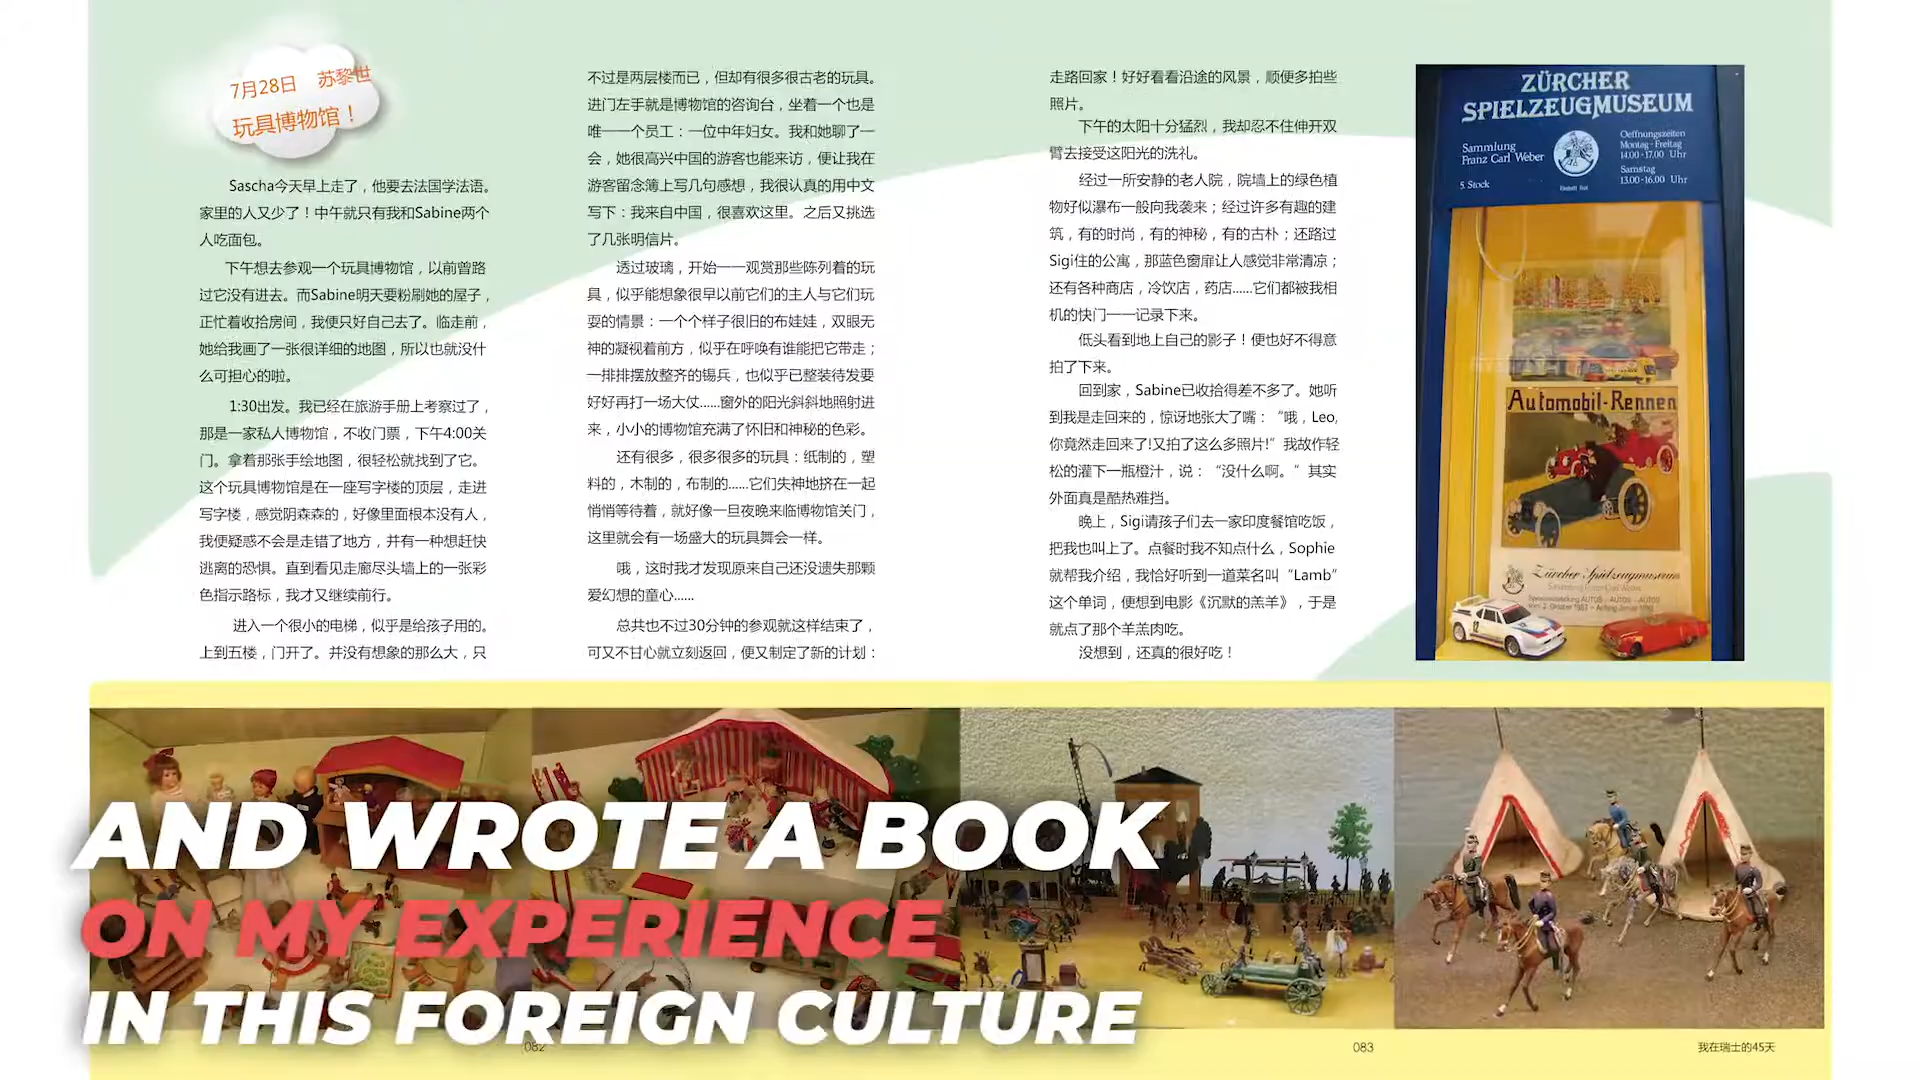 7月28日 苏黎世
玩具博物馆！
Sascha今天早上走了，他要去法国学法语。
家里的人又少了！中午就只有我和Sabine两个
人吃面包。
下午想去参观一个玩具博物馆，以前曾路
过它没有进去。而Sabine明天要粉刷她的屋子，
正忙着收拾房间，我便只好自己去了。临走前，
她给我画了一张很详细的地图，所以也就没什
么可担心的啦。
1:30出发。我已经在旅游手册上考察过了，
那是一家私人博物馆，不收门票，下午4:00关
门。拿着那张手绘地图，很轻松就找到了它。
这个玩具博物馆是在一座写字楼的顶层，走进
写字楼，感觉阴森森的，好像里面根本没有人，
我便疑惑不会是走错了地方，并有一种想赶快
逃离的恐惧。直到看见走廊尽头墙上的一张彩
色指示路标，我才又继续前行。
进入一个很小的电梯，似乎是给孩子用的。
上到五楼，门开了。并没有想象的那么大，只
不过是两层楼而已，但却有很多很古老的玩具。
进门左手就是博物馆的咨询台，坐着一个也是
唯一一个员工：一位中年妇女。我和她聊了一
会，她很高兴中国的游客也能来访，便让我在
游客留念簿上写几句感想，我很认真的用中文
写下：我来自中国，很喜欢这里。之后又挑选
了几张明信片。
透过玻璃，开始一一观赏那些陈列着的玩
具，似乎能想象很早以前它们的主人与它们玩
耍的情景：一个个样子很旧的布娃娃，双眼无
神的凝视着前方，似乎在呼唤有谁能把它带走；
一排排摆放整齐的锡兵，也似乎已整装待发要
好好再打一场大仗……窗外的阳光斜斜地照射进
来，小小的博物馆充满了怀旧和神秘的色彩。
还有很多，很多很多的玩具：纸制的，塑
料的，木制的，布制的……它们失神地挤在一起
悄悄等待着，就好像一旦夜晚来临博物馆关门，
这里就会有一场盛大的玩具舞会一样。
哦，这时我才发现原来自己还没遗失那颗
爱幻想的童心……
总共也不过30分钟的参观就这样结束了，
可又不甘心就立刻返回，便又制定了新的计划：
走路回家！好好看看沿途的风景，顺便多拍些
照片。
下午的太阳十分猛烈，我却忍不住伸开双
臂去接受这阳光的洗礼。
经过一所安静的老人院，院墙上的绿色植
物好似瀑布一般向我袭来；经过许多有趣的建
筑，有的时尚，有的神秘，有的古朴；还路过
Sigi住的公寓，那蓝色窗扉让人感觉非常清凉；
还有各种商店，冷饮店，药店……它们都被我相
机的快门一一记录下来。
低头看到地上自己的影子！便也好不得意
拍了下来。
回到家，Sabine已收拾得差不多了。她听
到我是走回来的，惊讶地张大了嘴：“哦，Leo,
你竟然走回来了!又拍了这么多照片!”我故作轻
松的灌下一瓶橙汁，说：“没什么啊。”其实
外面真是酷热难挡。
晚上，Sigi请孩子们去一家印度餐馆吃饭，
把我也叫上了。点餐时我不知点什么，Sophie
就帮我介绍，我恰好听到一道菜名叫“Lamb”
这个单词，便想到电影《沉默的羔羊》，于是
就点了那个羊羔肉吃。
没想到，还真的很好吃！
ZÜRCHER
SPIELZEUGMUSEUM
Sammlung
Franz Carl Weber
5. Stock
Oeffnungszeiten
Montag-Freitag
14.00-17.00 Uhr
Samstag
13.00-16.00 Uhr
Automobil-Rennen
Zürcher Spielzeugmuseum
AND WROTE A BOOK
ON MY EXPERIENCE
IN THIS FOREIGN CULTURE
082
083
我在瑞士的45天